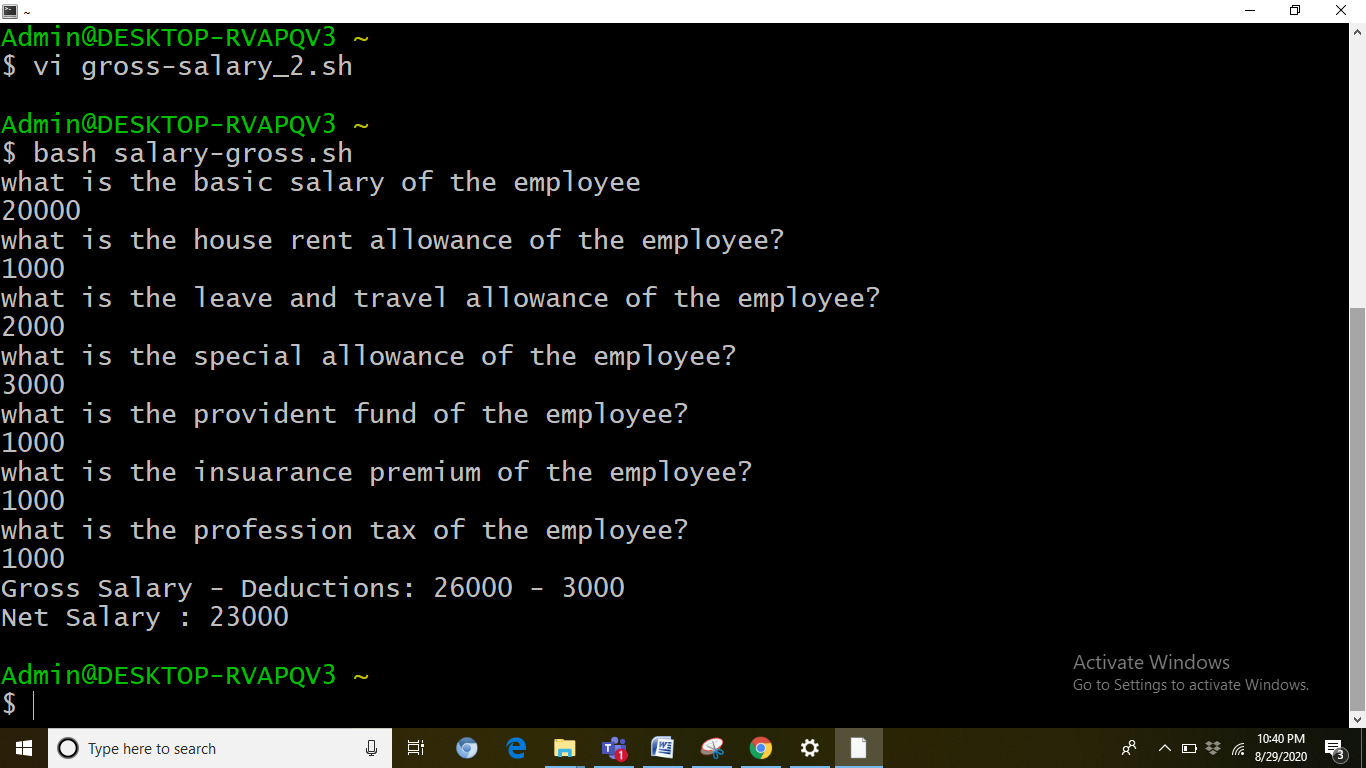 ~
Admin@DESKTOP-RVAPQV3 ~
$ vi gross-salary_2.sh
Admin@DESKTOP-RVAPQV3 ~
$ bash salary-gross.sh
what is the basic salary of the employee
20000
what is the house rent allowance of the employee?
1000
what is the leave and travel allowance of the employee?
2000
what is the special allowance of the employee?
3000
what is the provident fund of the employee?
1000
what is the insuarance premium of the employee?
1000
what is the profession tax of the employee?
1000
Gross Salary - Deductions: 26000 - 3000
Net Salary : 23000
Admin@DESKTOP-RVAPQV3 ~
$
Activate Windows
Go to Settings to activate Windows.
Type here to search
1
10:40 PM
8/29/2020
3